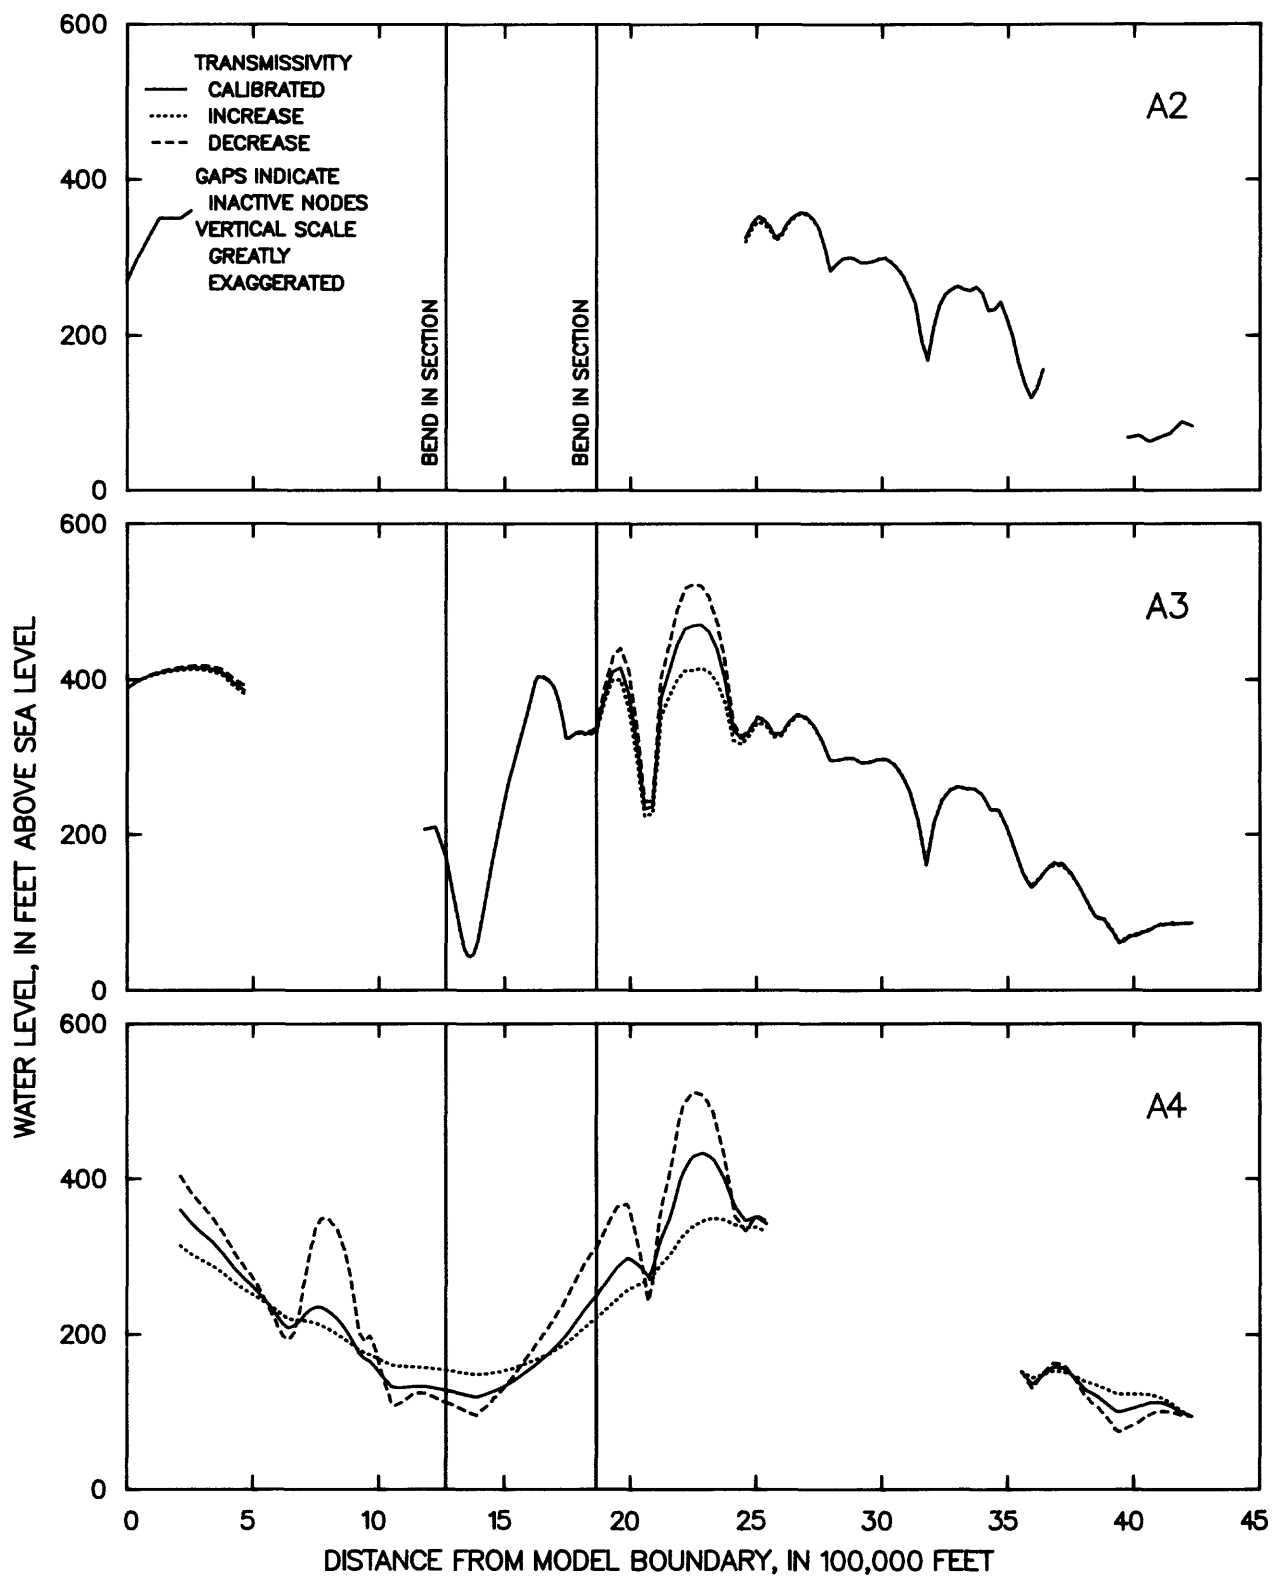 600
TRANSMISSIVITY
CALIBRATED
INCREASE
DECREASE
A2
400
GAPS INDICATE
INACTIVE NODES
VERTICAL SCALE
GREATLY
EXAGGERATED
BEND IN SECTION
BEND IN SECTION
200
0
600
A3
400
200
0
WATER LEVEL, IN FEET ABOVE SEA LEVEL
600
A4
400
200
0
0 5 10 15 20 25 30 35 40 45
DISTANCE FROM MODEL BOUNDARY, IN 100,000 FEET